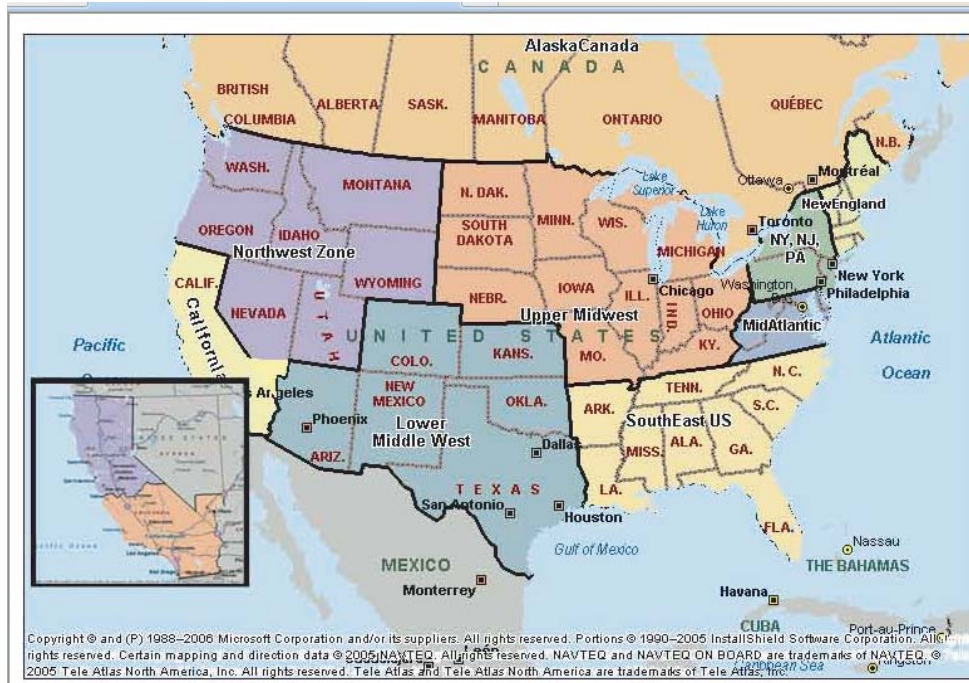 AlaskaCanada
CANADA
BRITISH
COLUMBIA
ALBERTA
SASK.
MANITOBA
ONTARIO
QUÉBEC
N.B.
WASH.
MONTANA
N. DAK.
MINN.
Lake
Superior
Ottawa
Montréal
NewEngland
OREGON
IDAHO
Northwest Zone
SOUTH
DAKOTA
WIS.
Lake
Huron
MICHIGAN
Toronto
NY, NJ,
PA
CALIF.
WYOMING
NEBR.
IOWA
ILL.
Chicago
IND.
OHIO
Washington,
New York
Philadelphia
California
NEVADA
UTAH
UNITED STATES
Upper Midwest
MidAtlantic
Pacific
Atlantic
Ocean
COLO.
KANS.
MO.
KY.
Angeles
Phoenix
ARIZ.
NEW
MEXICO
Lower
Middle West
OKLA.
Dallas
ARK.
TENN.
N. C.
S.C.
SouthEast US
MISS.
ALA.
GA.
TEXAS
San Antonio
Houston
LA.
FLA.
Gulf of Mexico
MEXICO
Monterrey
Nassau
THE BAHAMAS
Havana
CUBA
Port-au-Prince
Copyright © and (P) 1988–2006 Microsoft Corporation and/or its suppliers. All rights reserved. Portions © 1990–2005 InstallShield Software Corporation. All
rights reserved. Certain mapping and direction data © 2005 NAVTEQ. All rights reserved. NAVTEQ and NAVTEQ ON BOARD are trademarks of NAVTEQ. ©
2005 Tele Atlas North America, Inc. All rights reserved. Tele Atlas and Tele Atlas North America are trademarks of Tele Atlas, Inc.
León
Caribbean Sea
Kingston